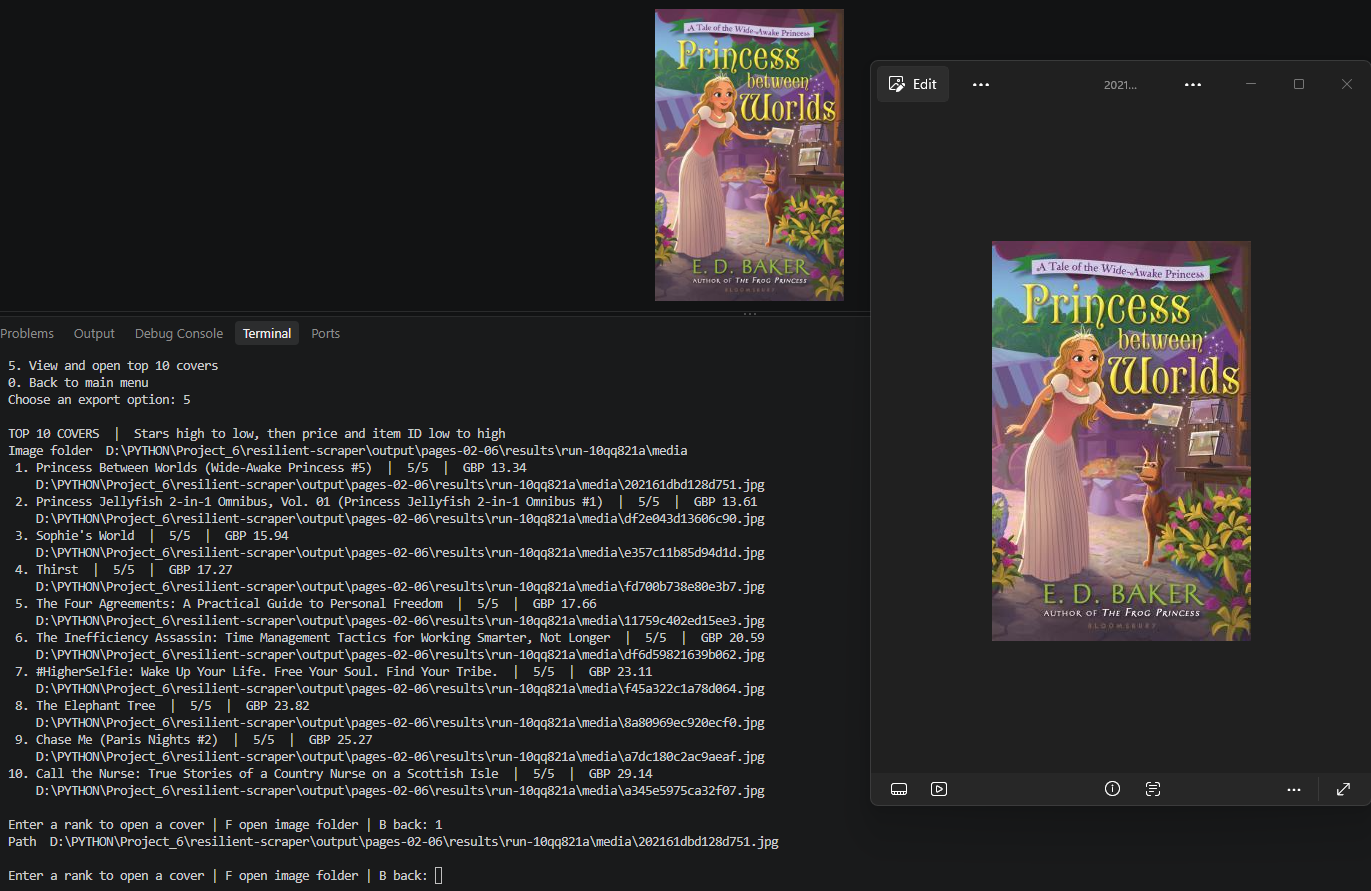 A Tale of the Wide-Awake Princess
Princess
between
Worlds
E. D. BAKER
AUTHOR OF THE FROG PRINCESS
BLOOMSBURY
Edit
2021...
A Tale of the Wide-Awake Princess
Princess
between
Worlds
E. D. BAKER
AUTHOR OF THE FROG PRINCESS
BLOOMSBURY
Problems Output Debug Console Terminal Ports
5. View and open top 10 covers
0. Back to main menu
Choose an export option: 5
TOP 10 COVERS | Stars high to low, then price and item ID low to high
Image folder D:\PYTHON\Project_6\resilient-scraper\output\pages-02-06\results\run-10qq821a\media
1. Princess Between Worlds (Wide-Awake Princess #5) | 5/5 | GBP 13.34
D:\PYTHON\Project_6\resilient-scraper\output\pages-02-06\results\run-10qq821a\media\202161dbd128d751.jpg
2. Princess Jellyfish 2-in-1 Omnibus, Vol. 01 (Princess Jellyfish 2-in-1 Omnibus #1) | 5/5 | GBP 13.61
D:\PYTHON\Project_6\resilient-scraper\output\pages-02-06\results\run-10qq821a\media\df2e043d13606c90.jpg
3. Sophie's World | 5/5 | GBP 15.94
D:\PYTHON\Project_6\resilient-scraper\output\pages-02-06\results\run-10qq821a\media\e357c11b85d94d1d.jpg
4. Thirst | 5/5 | GBP 17.27
D:\PYTHON\Project_6\resilient-scraper\output\pages-02-06\results\run-10qq821a\media\fd700b738e80e3b7.jpg
5. The Four Agreements: A Practical Guide to Personal Freedom | 5/5 | GBP 17.66
D:\PYTHON\Project_6\resilient-scraper\output\pages-02-06\results\run-10qq821a\media\11759c402ed15ee3.jpg
6. The Inefficiency Assassin: Time Management Tactics for Working Smarter, Not Longer | 5/5 | GBP 20.59
D:\PYTHON\Project_6\resilient-scraper\output\pages-02-06\results\run-10qq821a\media\df6d59821639b062.jpg
7. #HigherSelfie: Wake Up Your Life. Free Your Soul. Find Your Tribe. | 5/5 | GBP 23.11
D:\PYTHON\Project_6\resilient-scraper\output\pages-02-06\results\run-10qq821a\media\f45a322c1a78d064.jpg
8. The Elephant Tree | 5/5 | GBP 23.82
D:\PYTHON\Project_6\resilient-scraper\output\pages-02-06\results\run-10qq821a\media\8a80969ec920ecf0.jpg
9. Chase Me (Paris Nights #2) | 5/5 | GBP 25.27
D:\PYTHON\Project_6\resilient-scraper\output\pages-02-06\results\run-10qq821a\media\a7dc180c2ac9aeaf.jpg
10. Call the Nurse: True Stories of a Country Nurse on a Scottish Isle | 5/5 | GBP 29.14
D:\PYTHON\Project_6\resilient-scraper\output\pages-02-06\results\run-10qq821a\media\a345e5975ca32f07.jpg
Enter a rank to open a cover | F open image folder | B back: 1
Path D:\PYTHON\Project_6\resilient-scraper\output\pages-02-06\results\run-10qq821a\media\202161dbd128d751.jpg
Enter a rank to open a cover | F open image folder | B back: